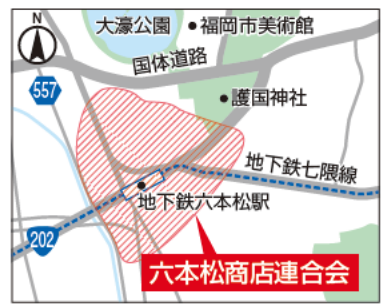 N
大濠公園
福岡市美術館
国体道路
557
護国神社
地下鉄七隈線
地下鉄六本松駅
202
六本松商店連合会